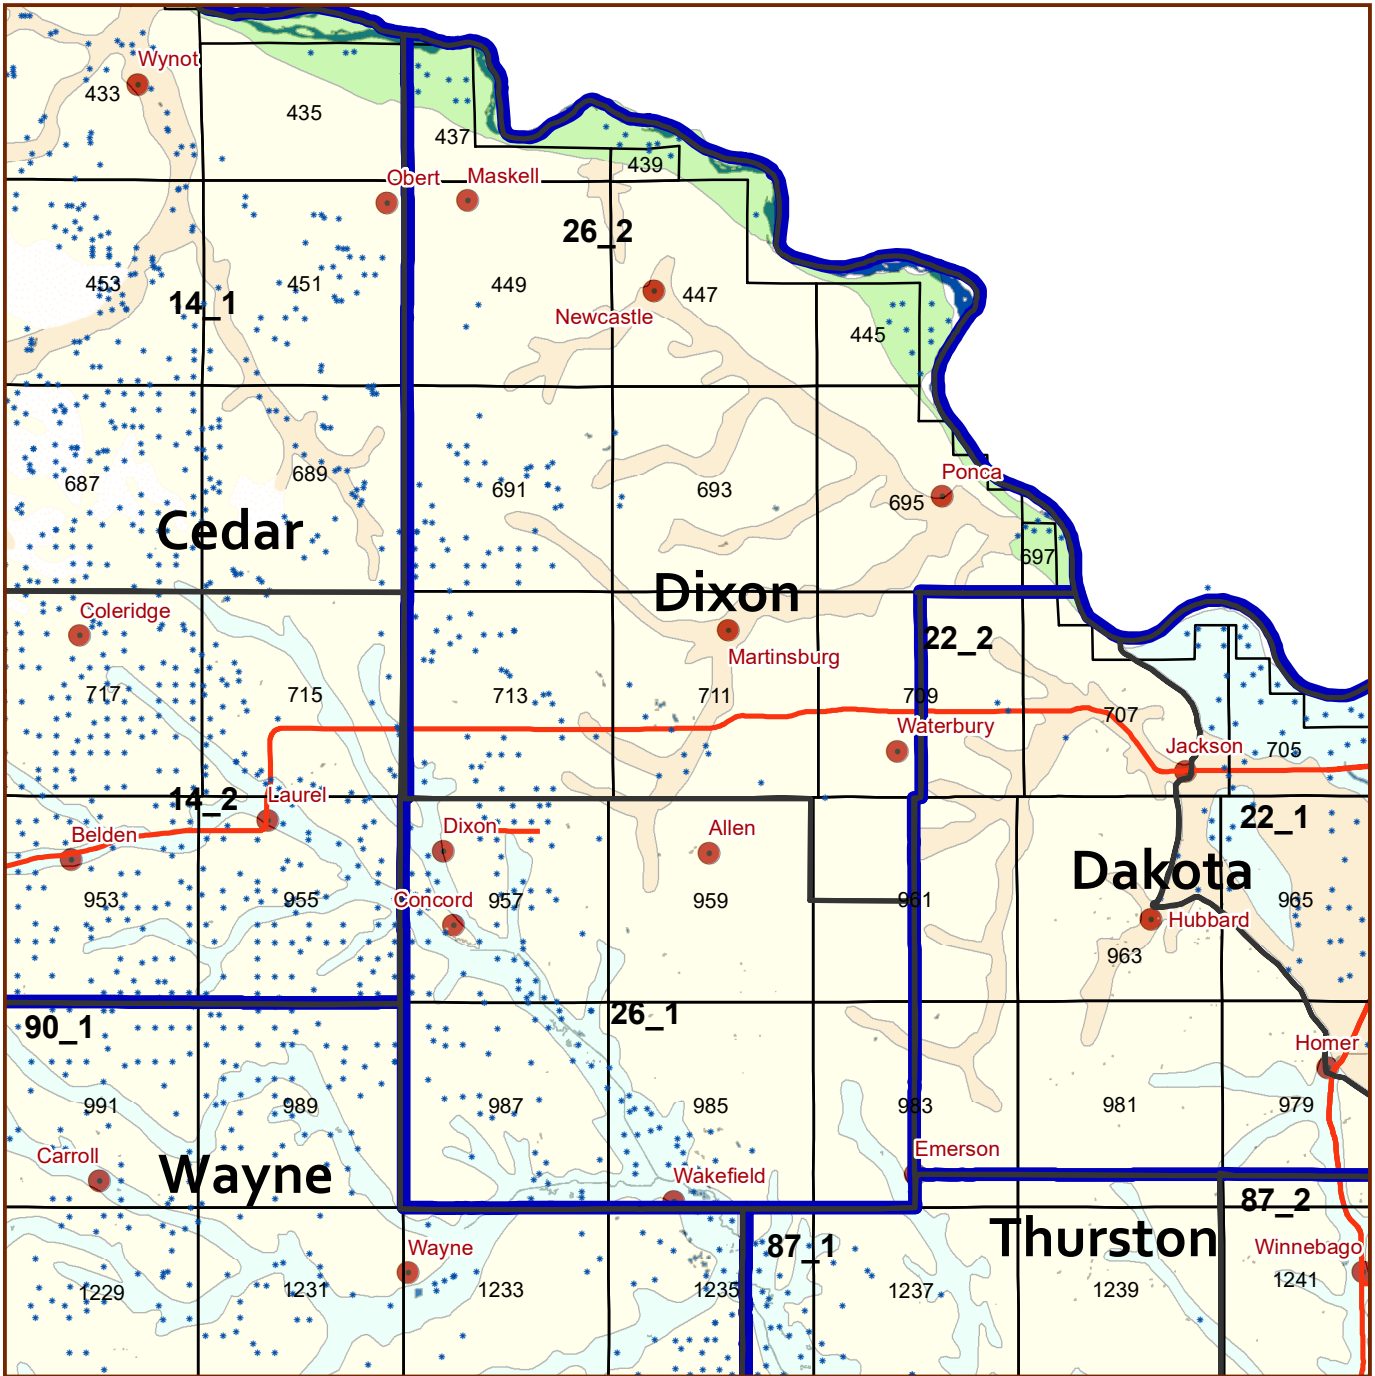 Wynot
433
435
437
439
Obert
Maskell
26_2
453
14_1
451
449
447
Newcastle
445
Ponca
687
689
691
693
695
Cedar
697
Dixon
Coleridge
22_2
Martinsburg
717
715
713
711
709
707
Waterbury
Jackson
705
14_2
Laurel
Belden
Dixon
Allen
22_1
Dakota
953
955
Concord
957
959
961
965
Hubbard
963
90_1
26_1
Homer
991
989
987
985
983
981
979
Carroll
Wayne
Emerson
Wakefield
87_2
Wayne
87_1
Thurston
Winnebago
1229
1231
1233
1235
1237
1239
1241